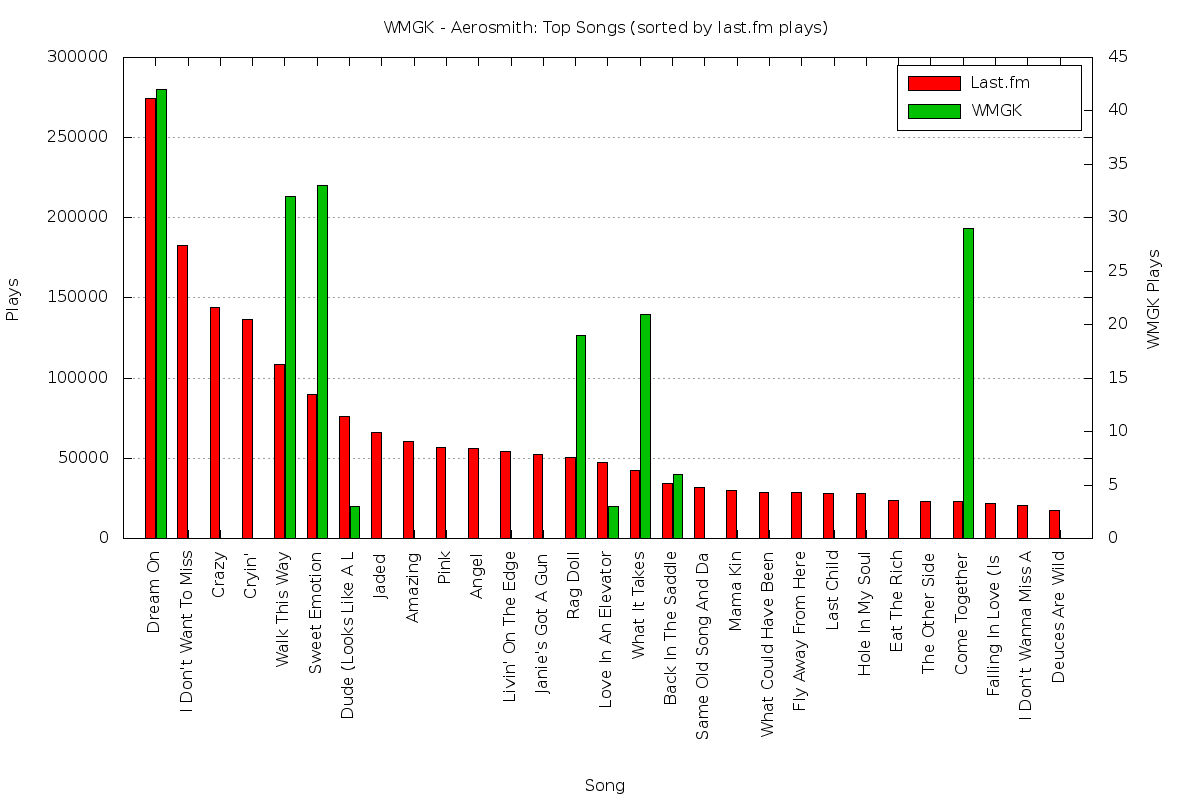 WMGK - Aerosmith: Top Songs (sorted by last.fm plays)
Last.fm
WMGK
Plays
300000
250000
200000
150000
100000
50000
0
45
40
35
30
25
20
15
10
5
0
WMGK Plays
Dream On
I Don't Want To Miss
Crazy
Cryin'
Walk This Way
Sweet Emotion
Dude (Looks Like A L
Jaded
Amazing
Pink
Angel
Livin' On The Edge
Janie's Got A Gun
Rag Doll
Love In An Elevator
What It Takes
Back In The Saddle
Same Old Song And Da
Mama Kin
What Could Have Been
Fly Away From Here
Last Child
Hole In My Soul
Eat The Rich
The Other Side
Come Together
Falling In Love (Is
I Don't Wanna Miss A
Deuces Are Wild
Song